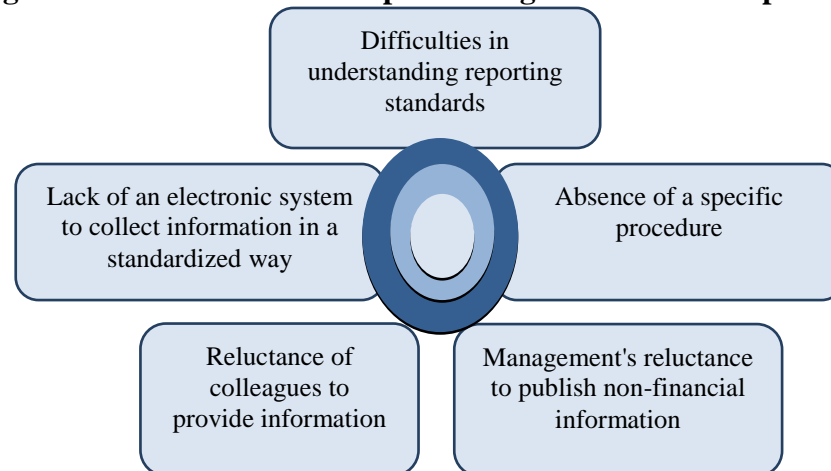 Difficulties in
understanding reporting
standards
Lack of an electronic system
to collect information in a
standardized way
Absence of a specific
procedure
Reluctance of
colleagues to
provide information
Management's reluctance
to publish non-financial
information